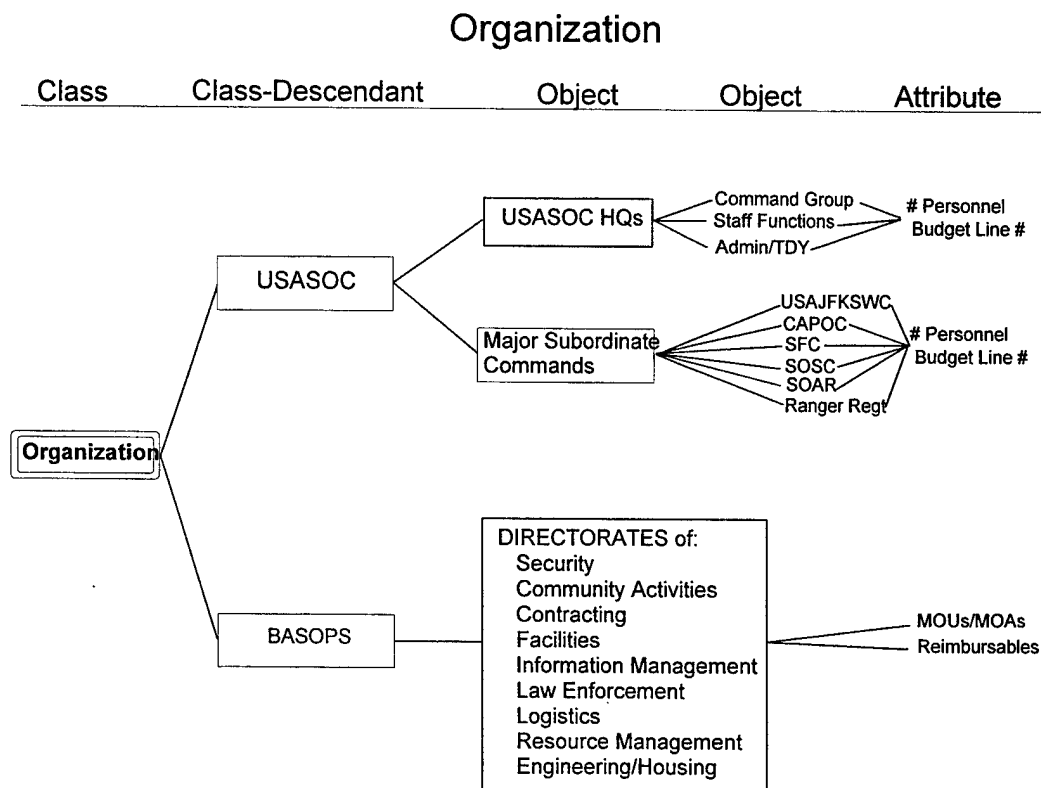 Organization
Class Class-Descendant Object Object Attribute
Command Group
USASOC HQs
Staff Functions
Admin/TDY
# Personnel
Budget Line #
USASOC
Major Subordinate
Commands
USAJFKSWC
CAPOC
SFC
SOSC
SOAR
Ranger Regt
# Personnel
Budget Line #
Organization
BASOPS
DIRECTORATES of:
Security
Community Activities
Contracting
Facilities
Information Management
Law Enforcement
Logistics
Resource Management
Engineering/Housing
MOUs/MOAs
Reimbursables